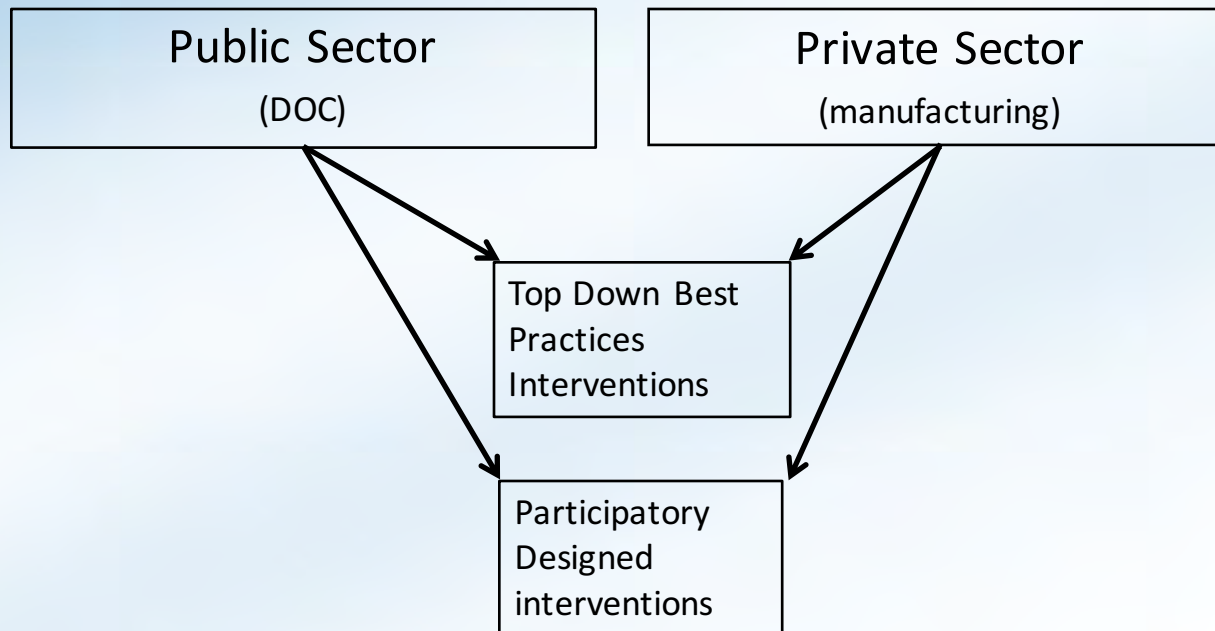 Public Sector
(DOC)
Private Sector
(manufacturing)
Top Down Best
Practices
Interventions
Participatory
Designed
interventions